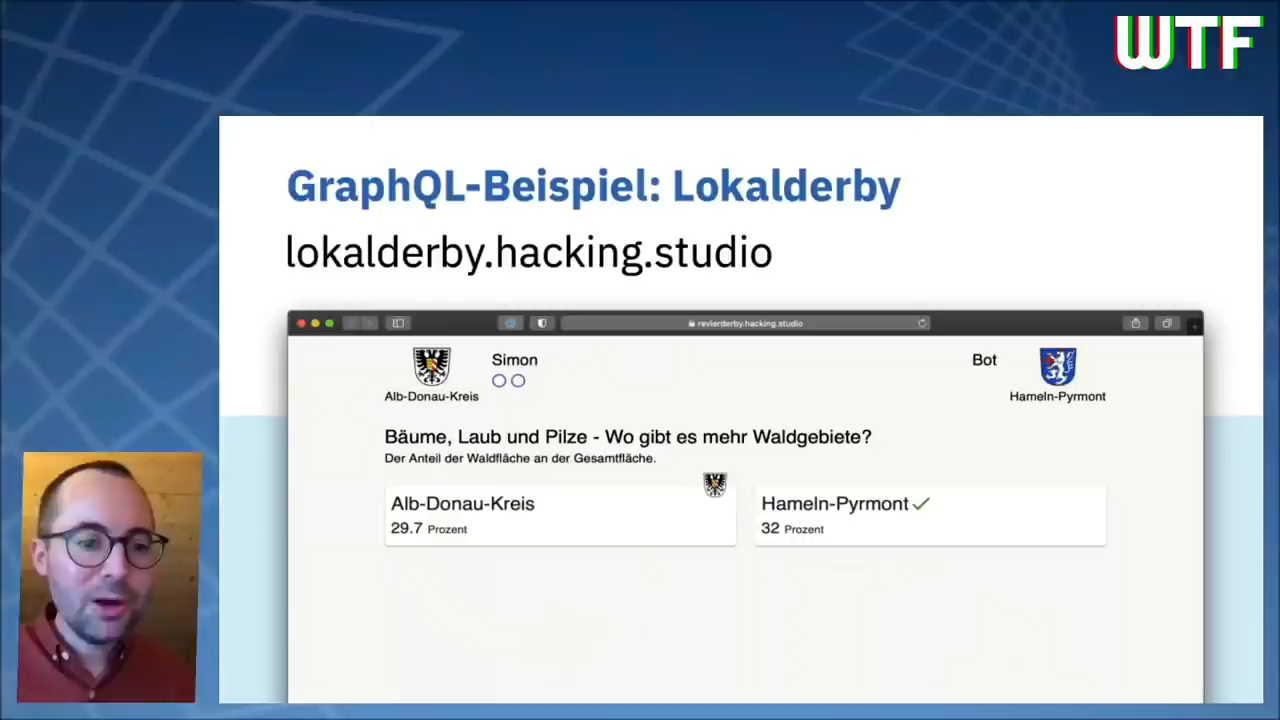 WTF
GraphQL-Beispiel: Lokalderby
lokalderby.hacking.studio
revierderby.hacking.studio
Simon
Bot
Alb-Donau-Kreis
Hameln-Pyrmont
Bäume, Laub und Pilze - Wo gibt es mehr Waldgebiete?
Der Anteil der Waldfläche an der Gesamtfläche.
Alb-Donau-Kreis
29.7 Prozent
Hameln-Pyrmont
32 Prozent